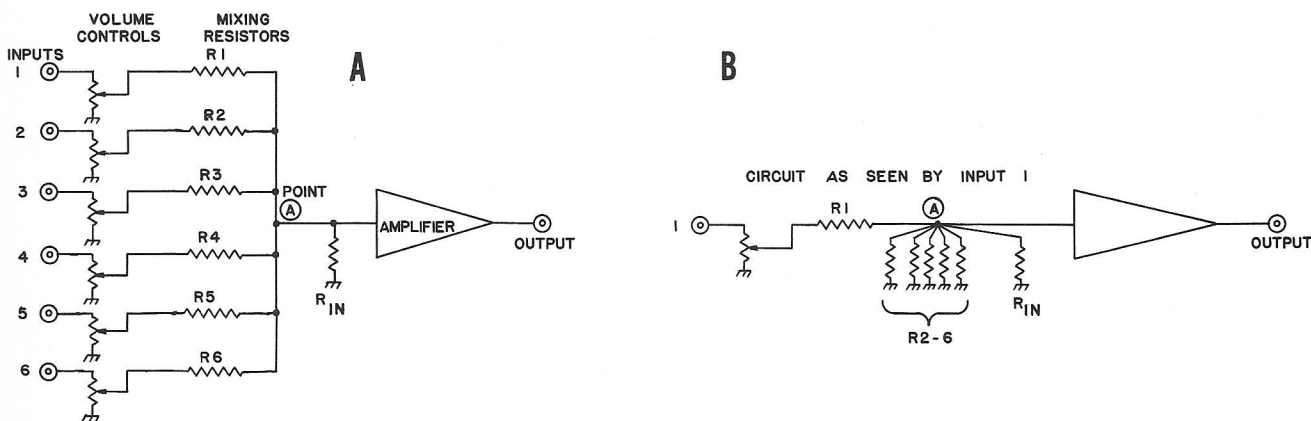 VOLUME CONTROLS
MIXING RESISTORS
INPUTS
A
1
R1
2
R2
3
R3
POINT
A
AMPLIFIER
OUTPUT
4
R4
R IN
5
R5
6
R6
B
CIRCUIT AS SEEN BY INPUT 1
1
R1
A
OUTPUT
R IN
R2-6